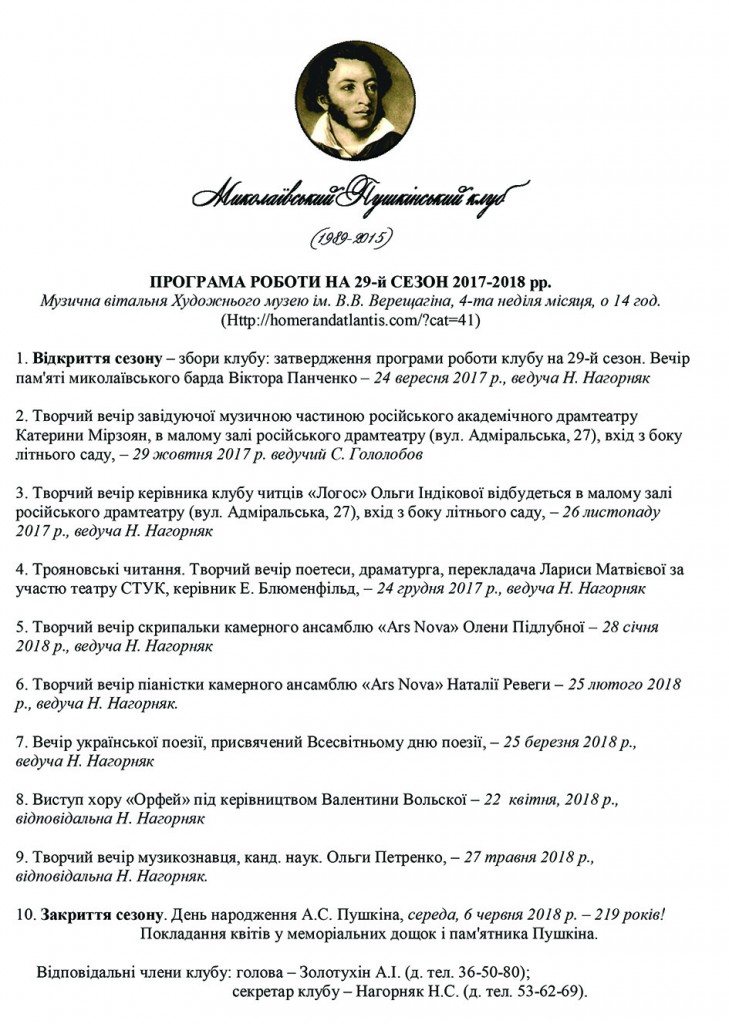 Миколаївський Пушкінський клуб
(1989-2015)
ПРОГРАМА РОБОТИ НА 29-й СЕЗОН 2017-2018 рр.
Музична вітальня Художнього музею ім. В.В. Верещагіна, 4-та неділя місяця, о 14 год.
(Http://homerandatlantis.com/?cat=41)
1. Відкриття сезону – збори клубу: затвердження програми роботи клубу на 29-й сезон. Вечір
пам'яті миколаївського барда Віктора Панченко – 24 вересня 2017 р., ведуча Н. Нагорняк
2. Творчий вечір завідуючої музичною частиною російського академічного драмтеатру
Катерини Мірзоян, в малому залі російського драмтеатру (вул. Адміральська, 27), вхід з боку
літнього саду, – 29 жовтня 2017 р. ведучий С. Гололобов
3. Творчий вечір керівника клубу читців «Логос» Ольги Індікової відбудеться в малому залі
російського драмтеатру (вул. Адміральська, 27), вхід з боку літнього саду, – 26 листопаду
2017 р., ведуча Н. Нагорняк
4. Трояновські читання. Творчий вечір поетеси, драматурга, перекладача Лариси Матвієвої за
участю театру СТУК, керівник Е. Блюменфільд, – 24 грудня 2017 р., ведуча Н. Нагорняк
5. Творчий вечір скрипальки камерного ансамблю «Ars Nova» Олени Підлубної – 28 січня
2018 р., ведуча Н. Нагорняк
6. Творчий вечір піаністки камерного ансамблю «Ars Nova» Наталії Ревеги – 25 лютого 2018
р., ведуча Н. Нагорняк.
7. Вечір української поезії, присвячений Всесвітньому дню поезії, – 25 березня 2018 р.,
ведуча Н. Нагорняк
8. Виступ хору «Орфей» під керівництвом Валентини Вольскої – 22 квітня, 2018 р.,
відповідальна Н. Нагорняк
9. Творчий вечір музикознавця, канд. наук. Ольги Петренко, – 27 травня 2018 р.,
відповідальна Н. Нагорняк.
10. Закриття сезону. День народження А.С. Пушкіна, середа, 6 червня 2018 р. – 219 років!
Покладання квітів у меморіальних дощок і пам'ятника Пушкіна.
Відповідальні члени клубу: голова – Золотухін А.І. (д. тел. 36-50-80);
секретар клубу – Нагорняк Н.С. (д. тел. 53-62-69).